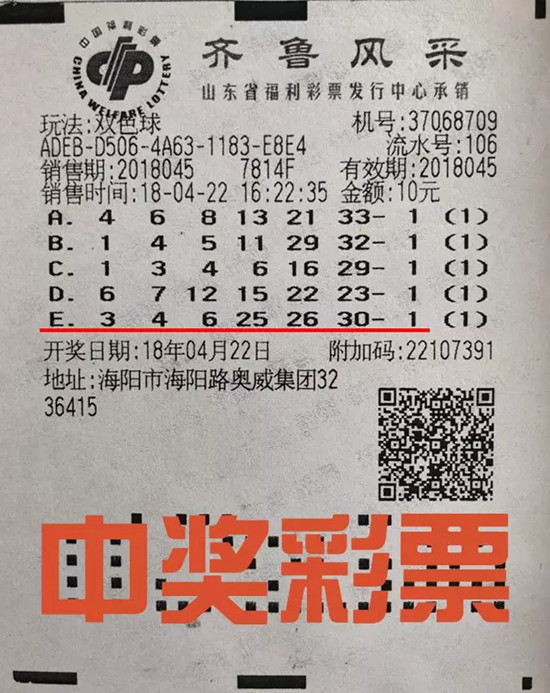 中国福利彩票
CHINA WELFARE LOTTERY
齐鲁风采
山东省福利彩票发行中心承销
玩法:双色球 机号:37068709
ADEB-D506-4A63-1183-E8E4 流水号:106
销售期:2018045 7814F 有效期:2018045
销售时间:18-04-22 16:22:35 金额:10元
A. 4 6 8 13 21 33- 1 (1)
B. 1 4 5 11 29 32- 1 (1)
C. 1 3 4 6 16 29- 1 (1)
D. 6 7 12 15 22 23- 1 (1)
E. 3 4 6 25 26 30- 1 (1)
开奖日期:18年04月22日 附加码:22107391
地址:海阳市海阳路奥威集团32
36415
中奖彩票